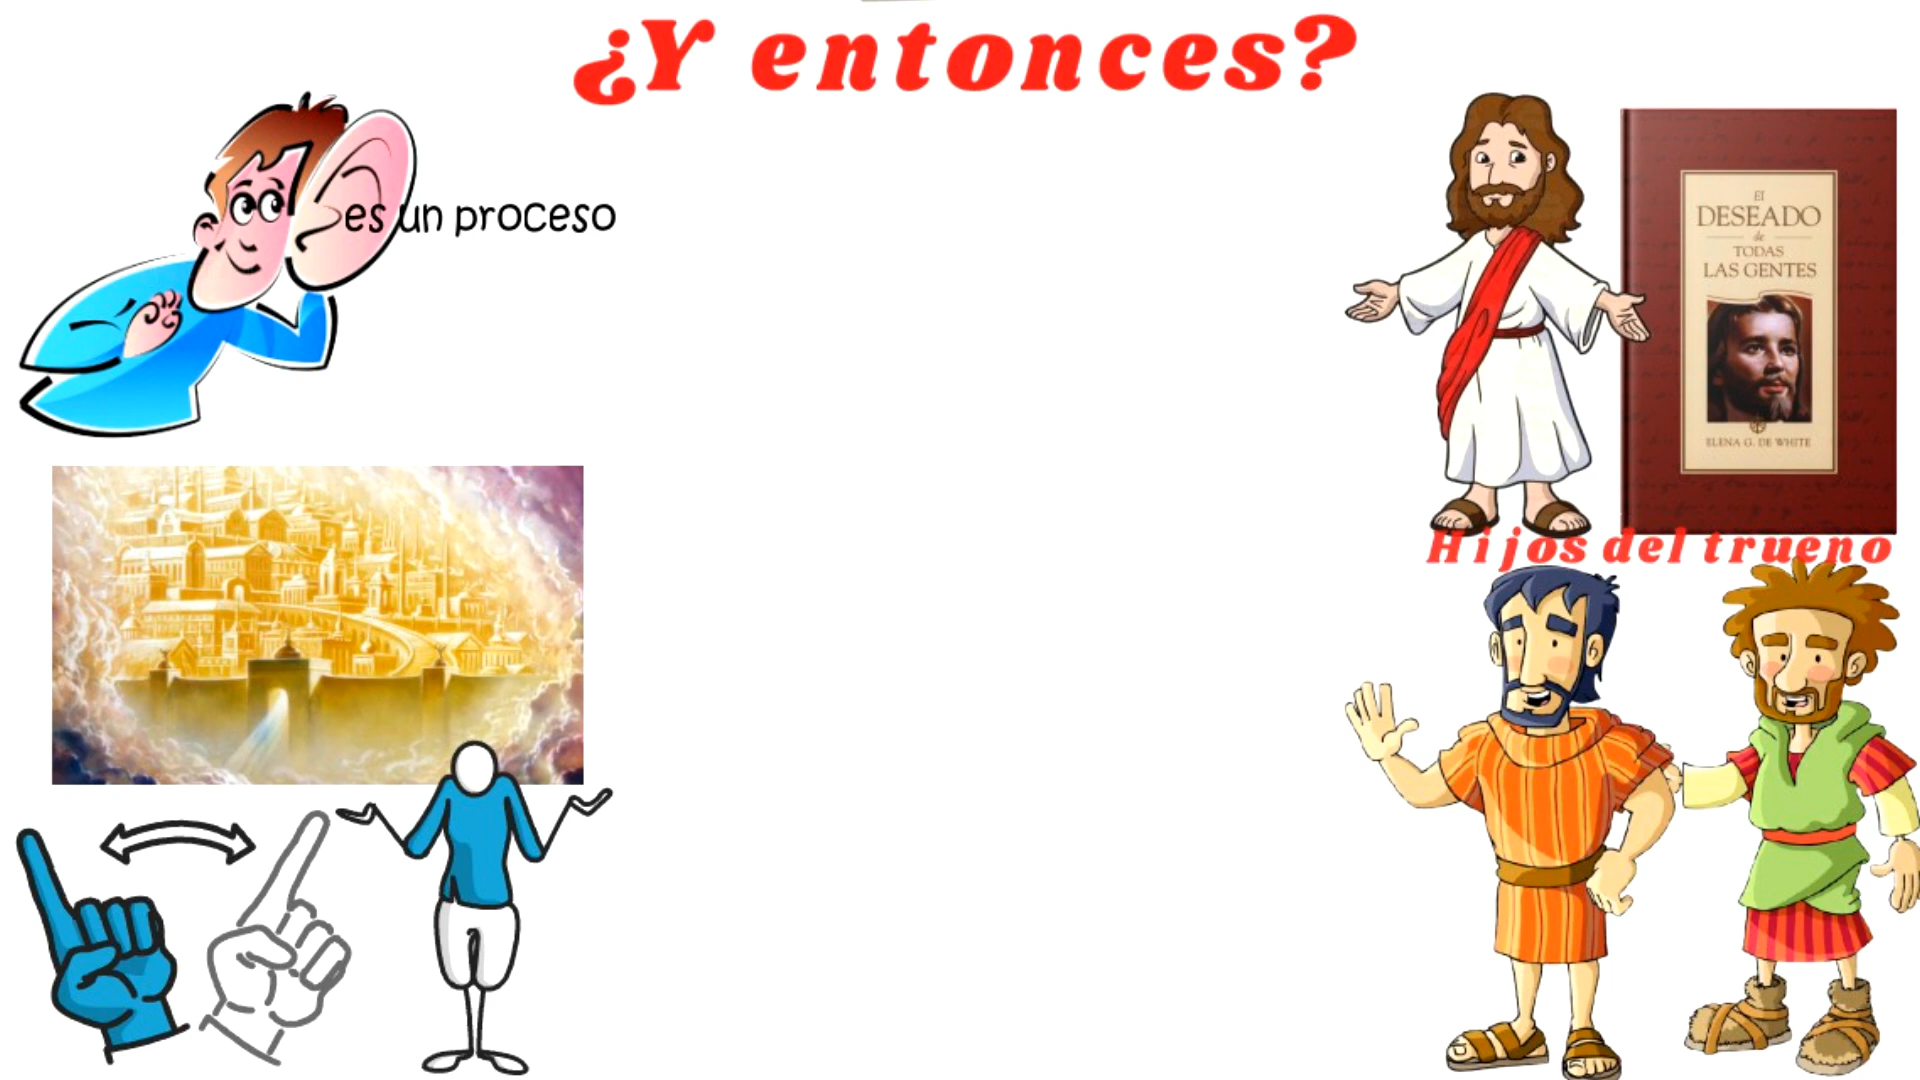 ¿Y entonces?
es un proceso
El
DESEADO
de
TODAS
LAS GENTES
ELENA G. DE WHITE
Hijos del trueno